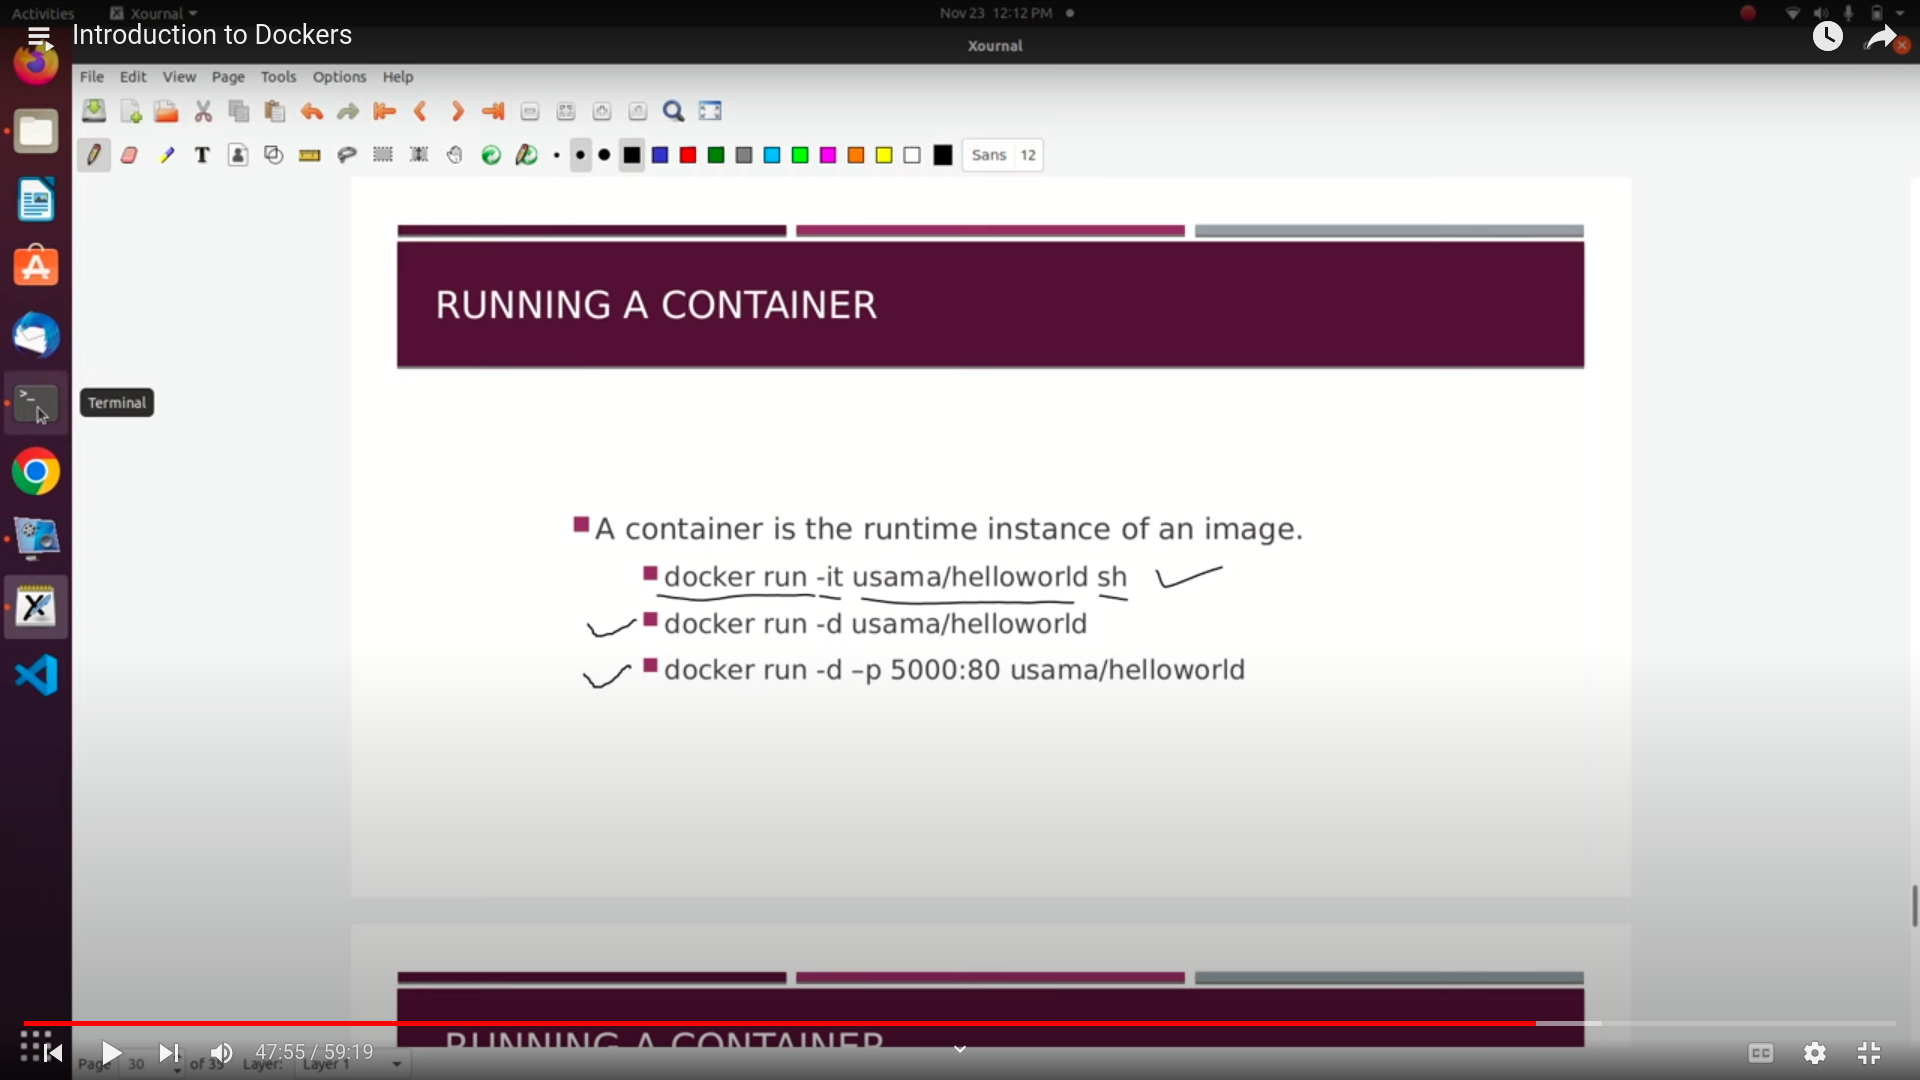 Activities Xournal Nov 23 12:12 PM
Introduction to Dockers
Xournal
File Edit View Page Tools Options Help
T Sans 12
RUNNING A CONTAINER
Terminal
A container is the runtime instance of an image.
docker run -it usama/helloworld sh
docker run -d usama/helloworld
docker run -d –p 5000:80 usama/helloworld
RUNNING A CONTAINER
47:55 / 59:19 CC
Page 30 of 35 Layer: Layer 1